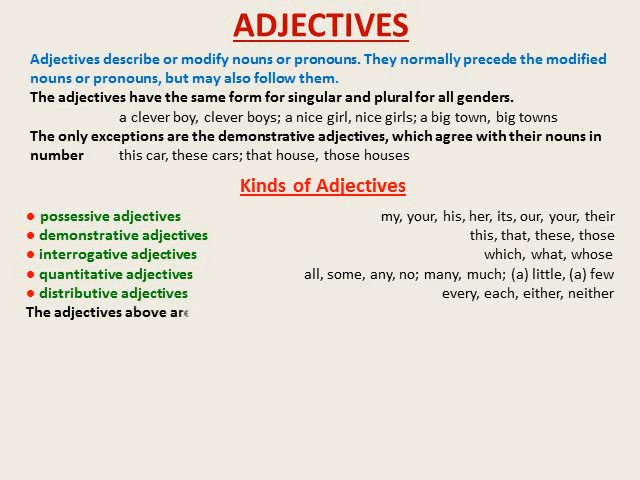 ADJECTIVES
Adjectives describe or modify nouns or pronouns. They normally precede the modified
nouns or pronouns, but may also follow them.
The adjectives have the same form for singular and plural for all genders.
a clever boy, clever boys; a nice girl, nice girls; a big town, big towns
The only exceptions are the demonstrative adjectives, which agree with their nouns in
number this car, these cars; that house, those houses
Kinds of Adjectives
● possessive adjectives my, your, his, her, its, our, your, their
● demonstrative adjectives this, that, these, those
● interrogative adjectives which, what, whose
● quantitative adjectives all, some, any, no; many, much; (a) little, (a) few
● distributive adjectives every, each, either, neither
The adjectives above are